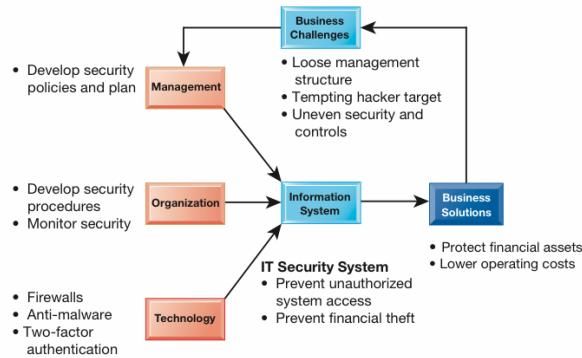 Business
Challenges
• Loose management
structure
• Tempting hacker target
• Uneven security and
controls
• Develop security
policies and plan
Management
• Develop security
procedures
• Monitor security
Organization
Information
System
Business
Solutions
• Protect financial assets
• Lower operating costs
IT Security System
• Prevent unauthorized
system access
• Prevent financial theft
• Firewalls
• Anti-malware
• Two-factor
authentication
Technology